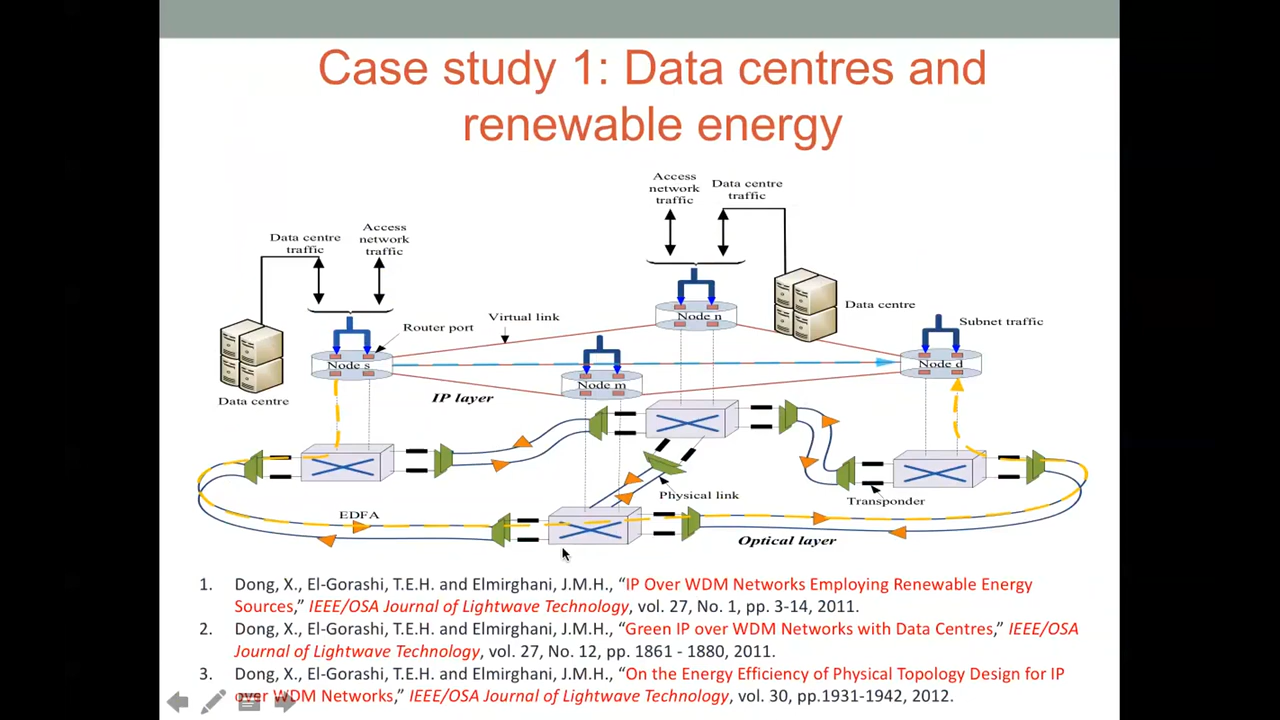 Case study 1: Data centres and
renewable energy
Access
network
traffic
Data centre
traffic
Access
network
traffic
Data centre
traffic
Node n
Data centre
Router port
Virtual link
Subnet traffic
Node s
Node m
Node d
Data centre
IP layer
Physical link
Transponder
EDFA
Optical layer
1. Dong, X., El-Gorashi, T.E.H. and Elmirghani, J.M.H., “IP Over WDM Networks Employing Renewable Energy
Sources,” IEEE/OSA Journal of Lightwave Technology, vol. 27, No. 1, pp. 3-14, 2011.
2. Dong, X., El-Gorashi, T.E.H. and Elmirghani, J.M.H., “Green IP over WDM Networks with Data Centres,” IEEE/OSA
Journal of Lightwave Technology, vol. 27, No. 12, pp. 1861 - 1880, 2011.
3. Dong, X., El-Gorashi, T.E.H. and Elmirghani, J.M.H., “On the Energy Efficiency of Physical Topology Design for IP
over WDM Networks,” IEEE/OSA Journal of Lightwave Technology, vol. 30, pp.1931-1942, 2012.